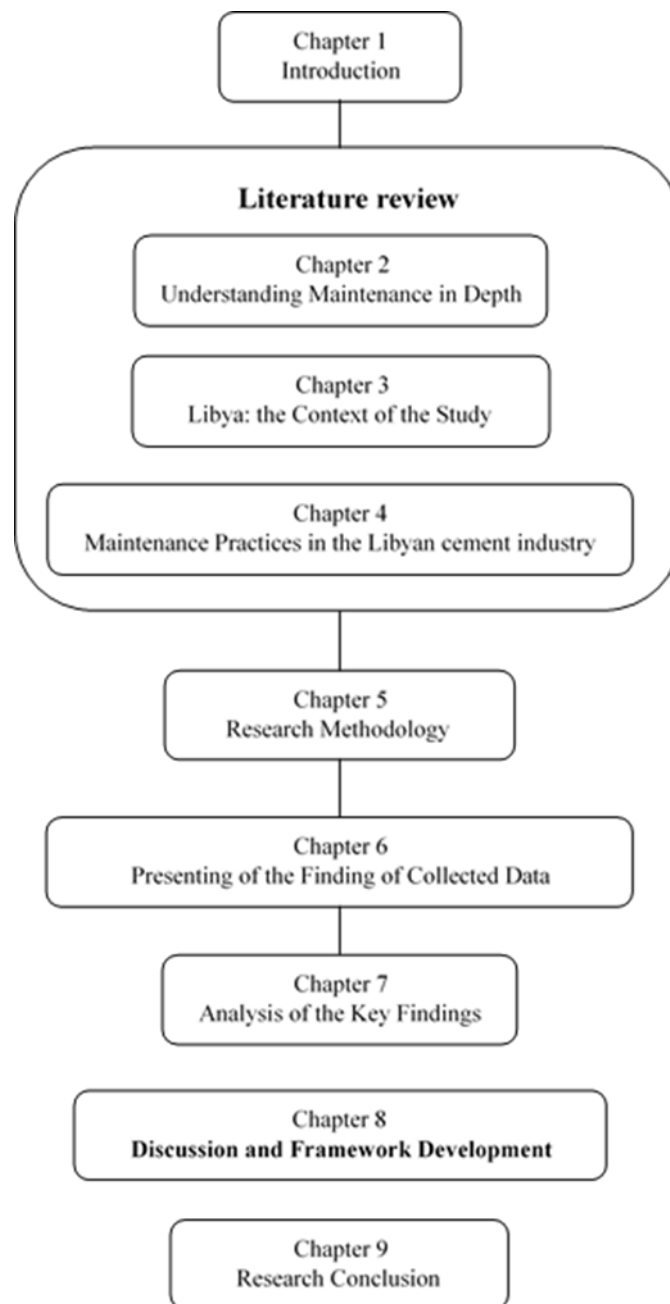 Chapter 1
Introduction
Literature review
Chapter 2
Understanding Maintenance in Depth
Chapter 3
Libya: the Context of the Study
Chapter 4
Maintenance Practices in the Libyan cement industry
Chapter 5
Research Methodology
Chapter 6
Presenting of the Finding of Collected Data
Chapter 7
Analysis of the Key Findings
Chapter 8
Discussion and Framework Development
Chapter 9
Research Conclusion